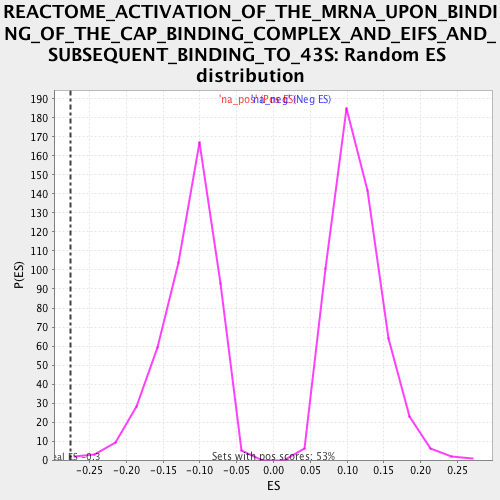 REACTOME_ACTIVATION_OF_THE_MRNA_UPON_BINDI
NG_OF_THE_CAP_BINDING_COMPLEX_AND_EIFS_AND_
SUBSEQUENT_BINDING_TO_43S: Random ES
distribution
190
180
170
160
150
140
130
120
110
100
90
80
70
60
50
40
30
20
10
0
P(ES)
(Neg ES)
Sets with pos scores: 53%
-0.25 -0.20 -0.15 -0.10 -0.05 0.00 0.05 0.10 0.15 0.20 0.25
ES